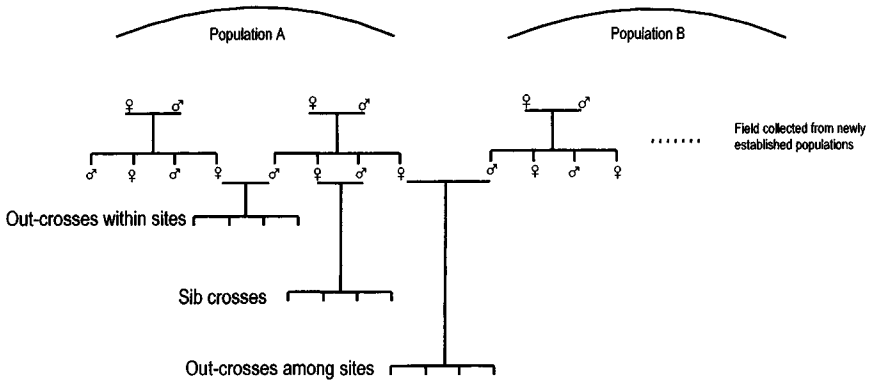 Population A
Population B
♀ ♂ ♀ ♂ ♀ ♂
Field collected from newly
established populations
♂ ♀ ♂ ♀ ♂ ♀ ♂ ♀ ♂ ♀ ♂ ♀
Out-crosses within sites
Sib crosses
Out-crosses among sites